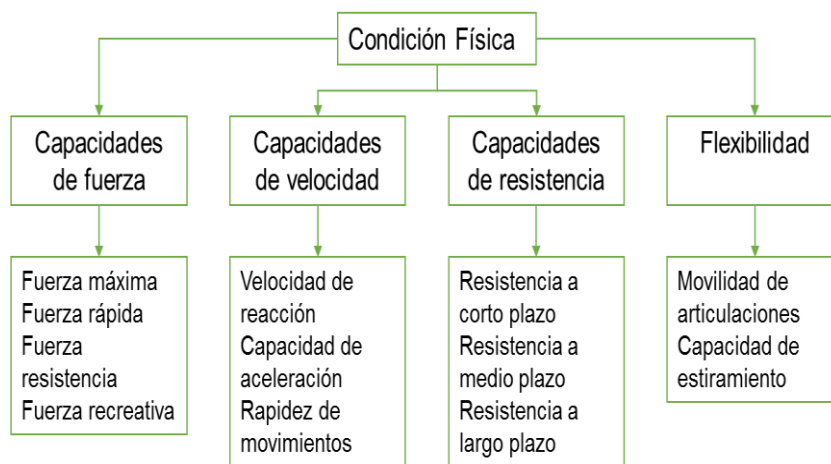 Condición Física
Capacidades
de fuerza
Capacidades
de velocidad
Capacidades
de resistencia
Flexibilidad
Fuerza máxima
Fuerza rápida
Fuerza
resistencia
Fuerza recreativa
Velocidad de
reacción
Capacidad de
aceleración
Rapidez de
movimientos
Resistencia a
corto plazo
Resistencia a
medio plazo
Resistencia a
largo plazo
Movilidad de
articulaciones
Capacidad de
estiramiento